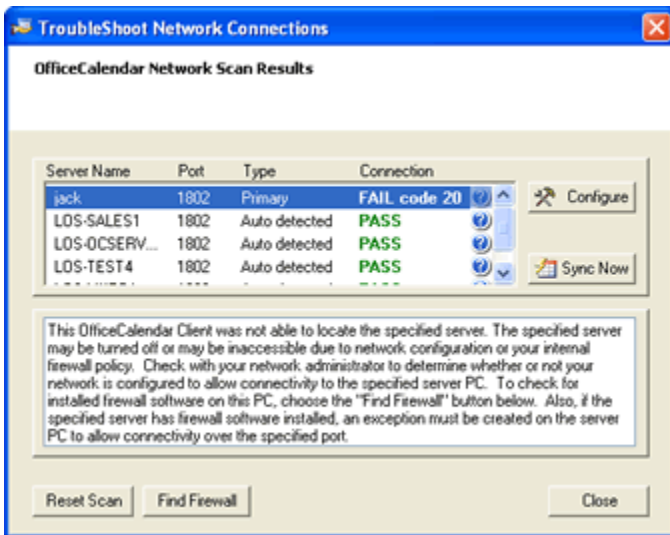 TroubleShoot Network Connections
OfficeCalendar Network Scan Results
Server Name Port Type Connection
jack 1802 Primary FAIL code 20 ?
Configure
LOS-SALES1 1802 Auto detected PASS ?
LOS-OCSERV... 1802 Auto detected PASS ?
LOS-TEST4 1802 Auto detected PASS ?
Sync Now
This OfficeCalendar Client was not able to locate the specified server. The specified server
may be turned off or may be inaccessible due to network configuration or your internal
firewall policy. Check with your network administrator to determine whether or not your
network is configured to allow connectivity to the specified server PC. To check for
installed firewall software on this PC, choose the "Find Firewall" button below. Also, if the
specified server has firewall software installed, an exception must be created on the server
PC to allow connectivity over the specified port.
Reset Scan Find Firewall Close